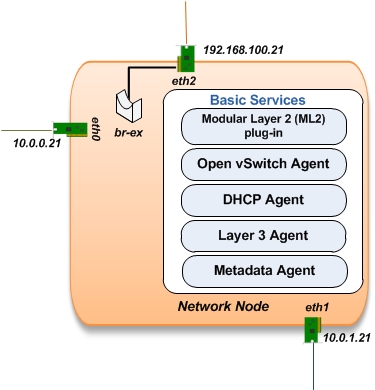 192.168.100.21
eth2
Basic Services
Modular Layer 2 (ML2)
plug-in
eth0
br-ex
10.0.0.21
Open vSwitch Agent
DHCP Agent
Layer 3 Agent
Metadata Agent
Network Node
eth1
10.0.1.21